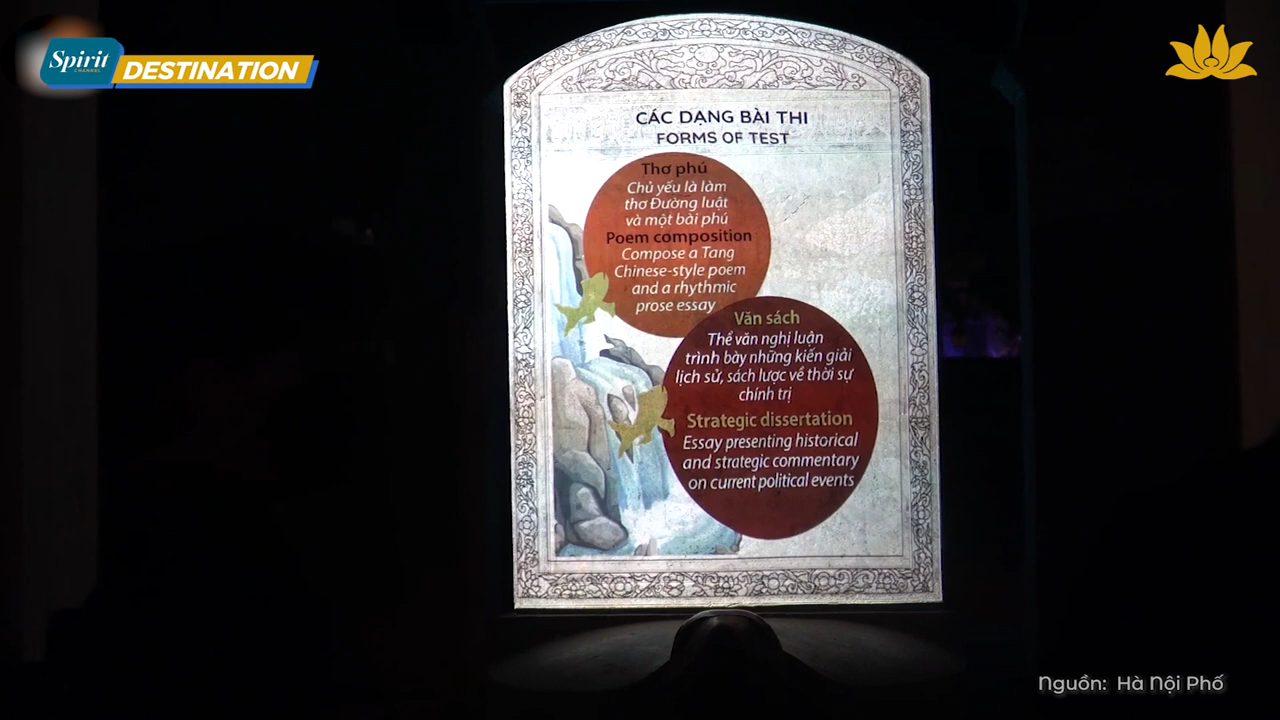 Spirit
CHANNEL
DESTINATION
CÁC DẠNG BÀI THI
FORMS OF TEST
Thơ phú
Chủ yếu là làm
thơ Đường luật
và một bài phú
Poem composition
Compose a Tang
Chinese-style poem
and a rhythmic
prose essay
Văn sách
Thể văn nghị luận
trình bày những kiến giải
lịch sử, sách lược về thời sự
chính trị
Strategic dissertation
Essay presenting historical
and strategic commentary
on current political events
Nguồn: Hà Nội Phố